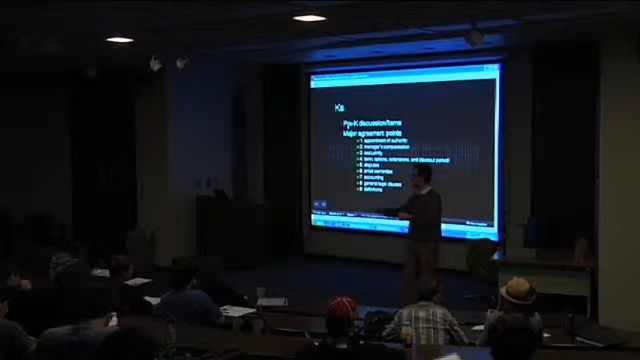 Ks
Pre-K discussion/items
Major agreement points
1. appointment of authority
2. manager's compensation
3. exclusivity
4. term, options, extensions, and blackout period
5. disputes
6. artist warranties
7. accounting
8. general legal clauses
9. definitions